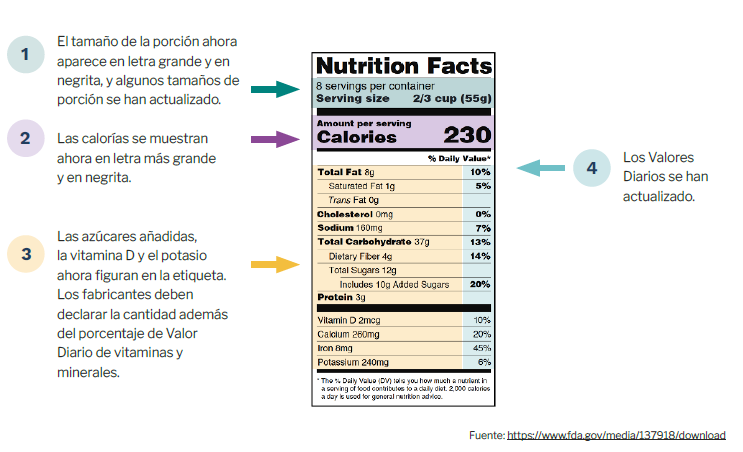 1
El tamaño de la porción ahora
aparece en letra grande y en
negrita, y algunos tamaños de
porción se han actualizado.
2
Las calorías se muestran
ahora en letra más grande
y en negrita.
3
Las azúcares añadidas,
la vitamina D y el potasio
ahora figuran en la etiqueta.
Los fabricantes deben
declarar la cantidad además
del porcentaje de Valor
Diario de vitaminas y
minerales.
Nutrition Facts
8 servings per container
Serving size 2/3 cup (55g)
Amount per serving
Calories 230
% Daily Value*
Total Fat 8g 10%
Saturated Fat 1g 5%
Trans Fat 0g
Cholesterol 0mg 0%
Sodium 160mg 7%
Total Carbohydrate 37g 13%
Dietary Fiber 4g 14%
Total Sugars 12g
Includes 10g Added Sugars 20%
Protein 3g
Vitamin D 2mcg 10%
Calcium 260mg 20%
Iron 8mg 45%
Potassium 240mg 6%
* The % Daily Value (DV) tells you how much a nutrient in
a serving of food contributes to a daily diet. 2,000 calories
a day is used for general nutrition advice.
4
Los Valores
Diarios se han
actualizado.
Fuente: https://www.fda.gov/media/137918/download